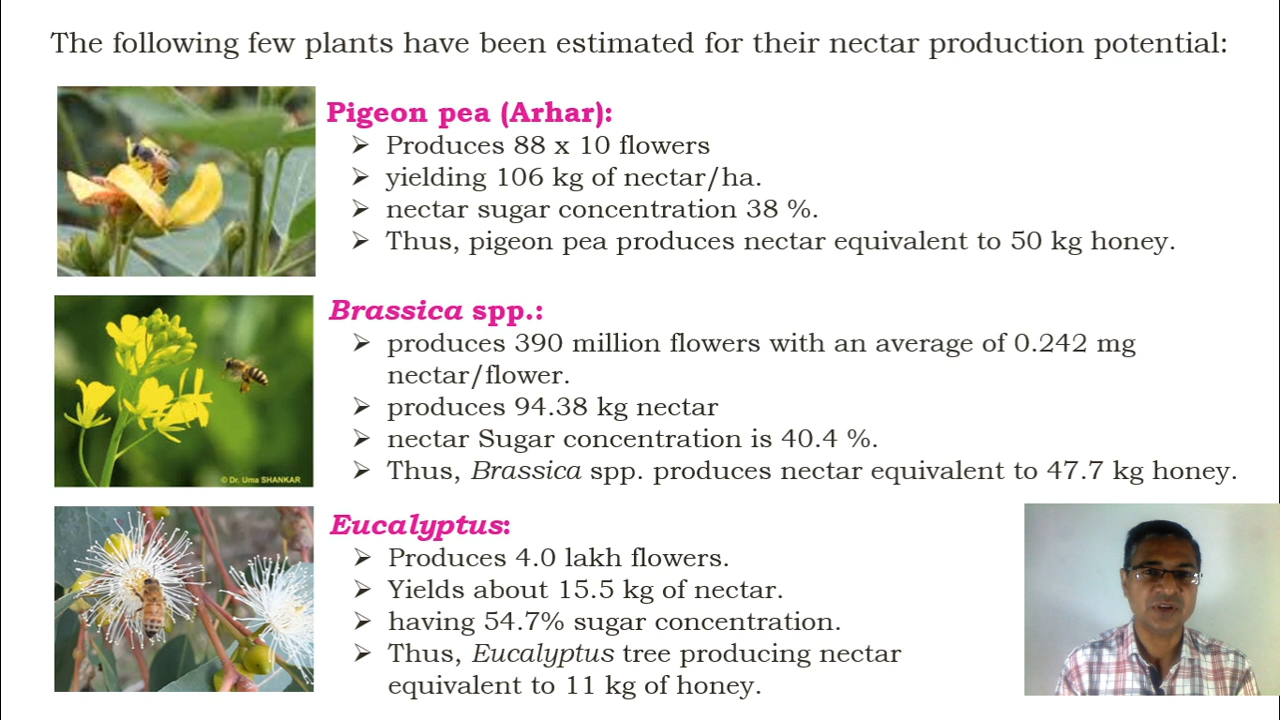 The following few plants have been estimated for their nectar production potential:
Pigeon pea (Arhar):
➢ Produces 88 x 10 flowers
➢ yielding 106 kg of nectar/ha.
➢ nectar sugar concentration 38 %.
➢ Thus, pigeon pea produces nectar equivalent to 50 kg honey.
Brassica spp.:
➢ produces 390 million flowers with an average of 0.242 mg
nectar/flower.
➢ produces 94.38 kg nectar
➢ nectar Sugar concentration is 40.4 %.
➢ Thus, Brassica spp. produces nectar equivalent to 47.7 kg honey.
© Dr. Uma SHANKAR
Eucalyptus:
➢ Produces 4.0 lakh flowers.
➢ Yields about 15.5 kg of nectar.
➢ having 54.7% sugar concentration.
➢ Thus, Eucalyptus tree producing nectar
equivalent to 11 kg of honey.